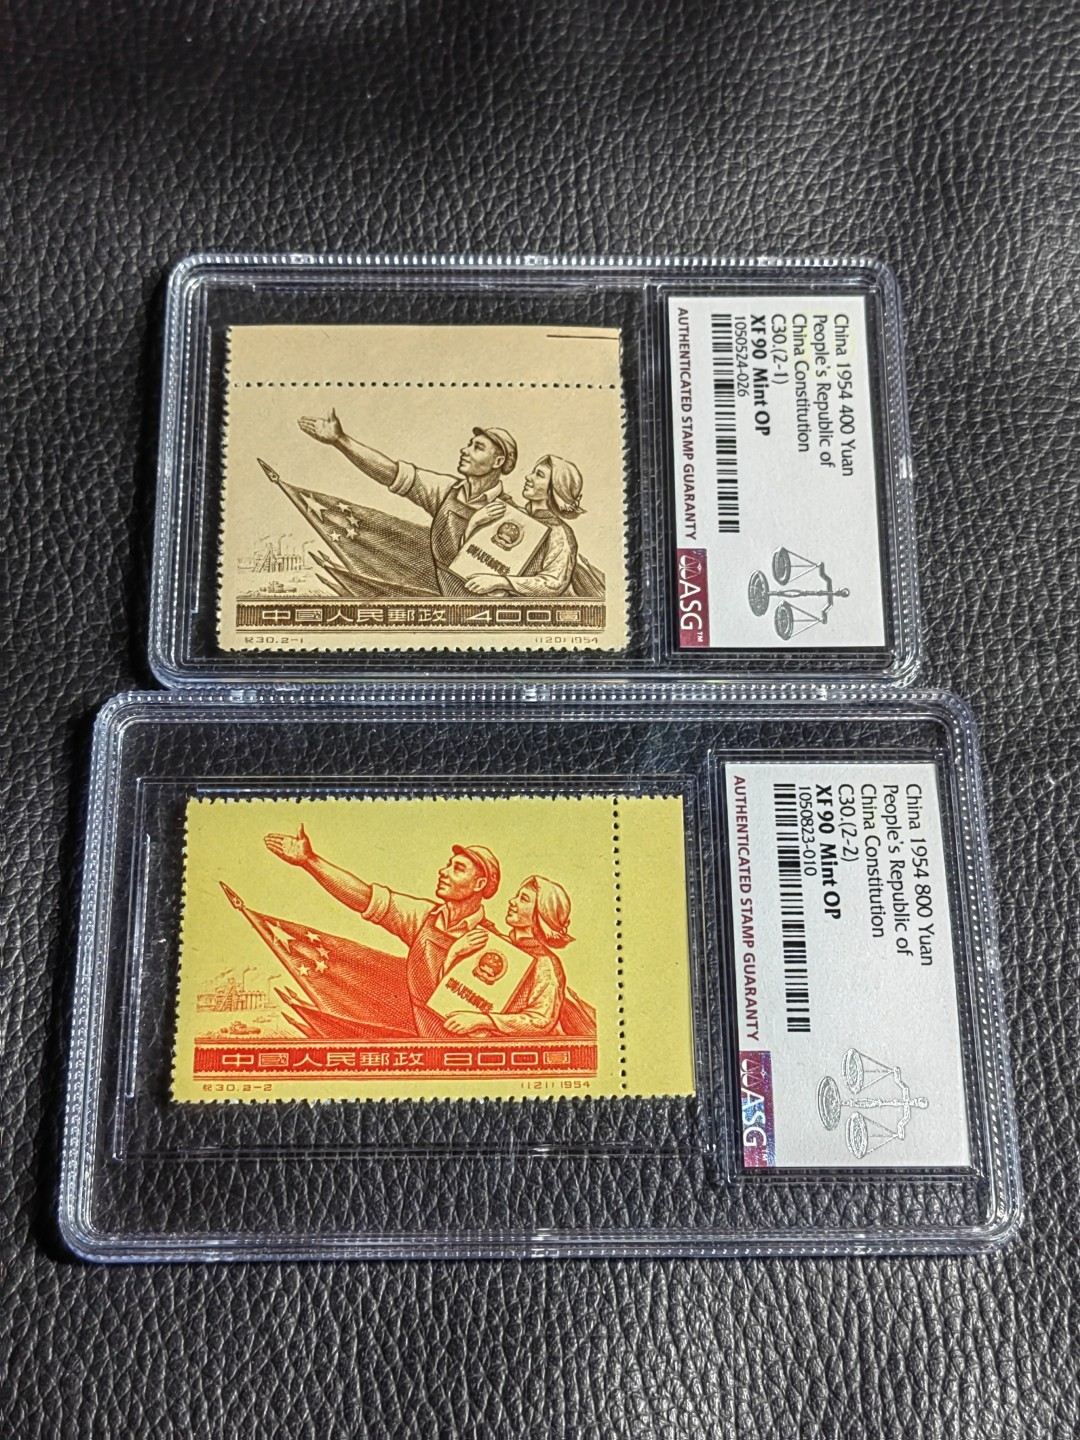 中國人民郵政 400圓
紀30.2-1
(120)1954
China 1954 400 Yuan
People's Republic of
China Constitution
C30.(2-1)
XF 90 Mint OP
1050524-026
AUTHENTICATED STAMP GUARANTY
ASG™
中國人民郵政 800圓
紀30.2-2
(121)1954
China 1954 800 Yuan
People's Republic of
China Constitution
C30.(2-2)
XF 90 Mint OP
1050823-010
AUTHENTICATED STAMP GUARANTY
ASG™